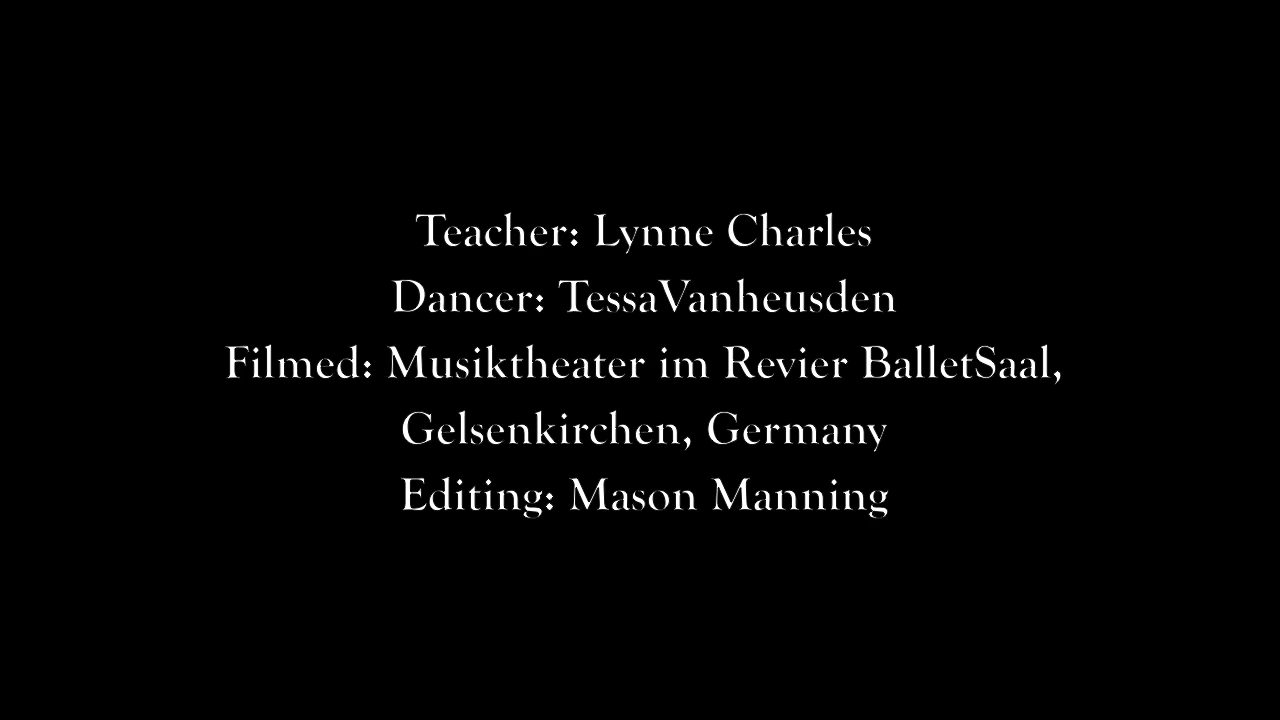 Teacher: Lynne Charles
Dancer: TessaVanheusden
Filmed: Musiktheater im Revier BalletSaal,
Gelsenkirchen, Germany
Editing: Mason Manning